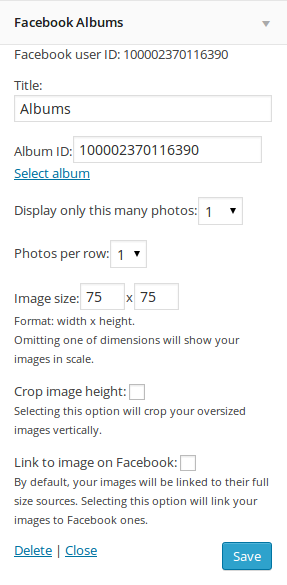 Facebook Albums
Facebook user ID: 100002370116390
Title:
Albums
Album ID: 100002370116390
Select album
Display only this many photos: 1
Photos per row: 1
Image size: 75 x 75
Format: width x height.
Omitting one of dimensions will show your
images in scale.
Crop image height:
Selecting this option will crop your oversized
images vertically.
Link to image on Facebook:
By default, your images will be linked to their full
size sources. Selecting this option will link your
images to Facebook ones.
Delete | Close Save